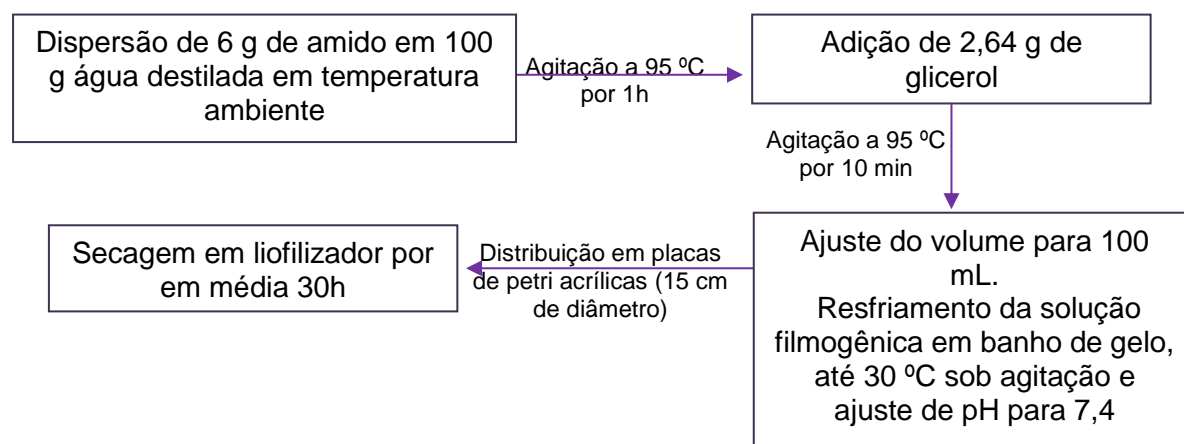 Dispersão de 6 g de amido em 100
g água destilada em temperatura
ambiente
Agitação a 95 ºC
por 1h
Adição de 2,64 g de
glicerol
Agitação a 95 ºC
por 10 min
Ajuste do volume para 100
mL.
Resfriamento da solução
filmogênica em banho de gelo,
até 30 ºC sob agitação e
ajuste de pH para 7,4
Distribuição em placas
de petri acrílicas (15 cm
de diâmetro)
Secagem em liofilizador por
em média 30h